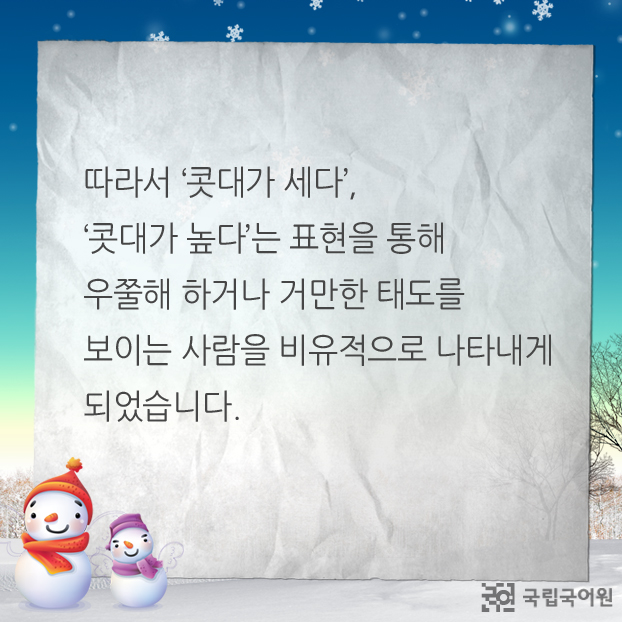 따라서 ‘콧대가 세다’,
‘콧대가 높다’는 표현을 통해
우쭐해 하거나 거만한 태도를
보이는 사람을 비유적으로 나타내게
되었습니다.
국립국어원